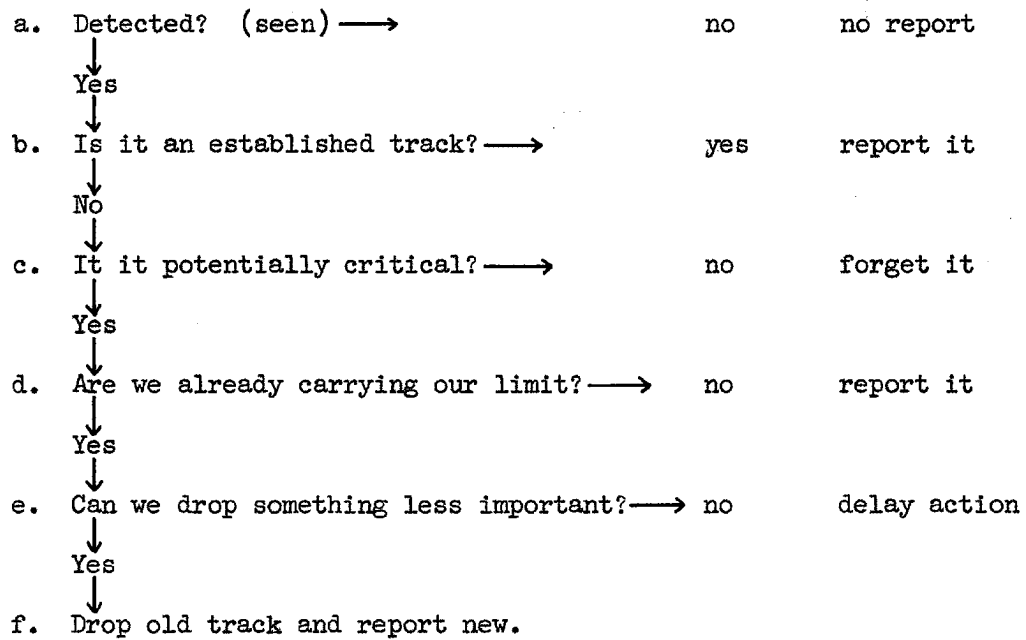 a. Detected? (seen) → no no report
Yes
b. Is it an established track? → yes report it
No
c. It it potentially critical? → no forget it
Yes
d. Are we already carrying our limit? → no report it
Yes
e. Can we drop something less important? → no delay action
Yes
f. Drop old track and report new.